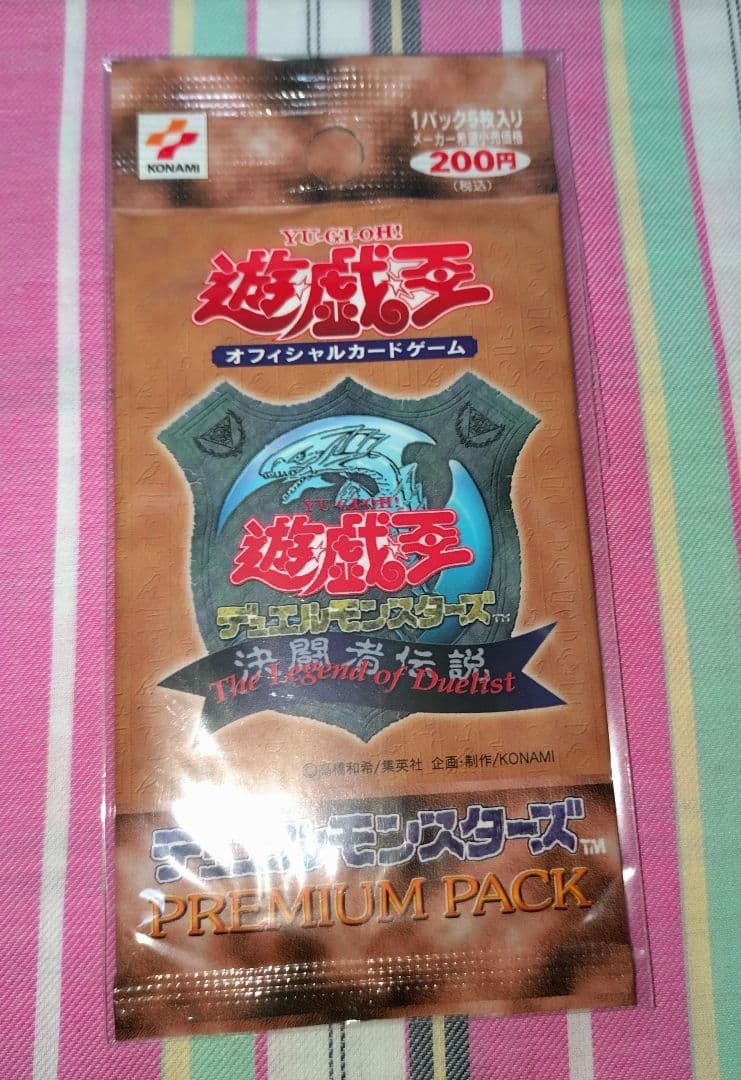 KONAMI
1パック5枚入り
メーカー希望小売価格
200円
(税込)
YU-GI-OH!
遊戯王
オフィシャルカードゲーム
YU-GI-OH!
遊戯王
デュエルモンスターズ™
決闘者伝説
The Legend of Duelist
©高橋和希/集英社 企画・制作/KONAMI
デュエルモンスターズ™
PREMIUM PACK